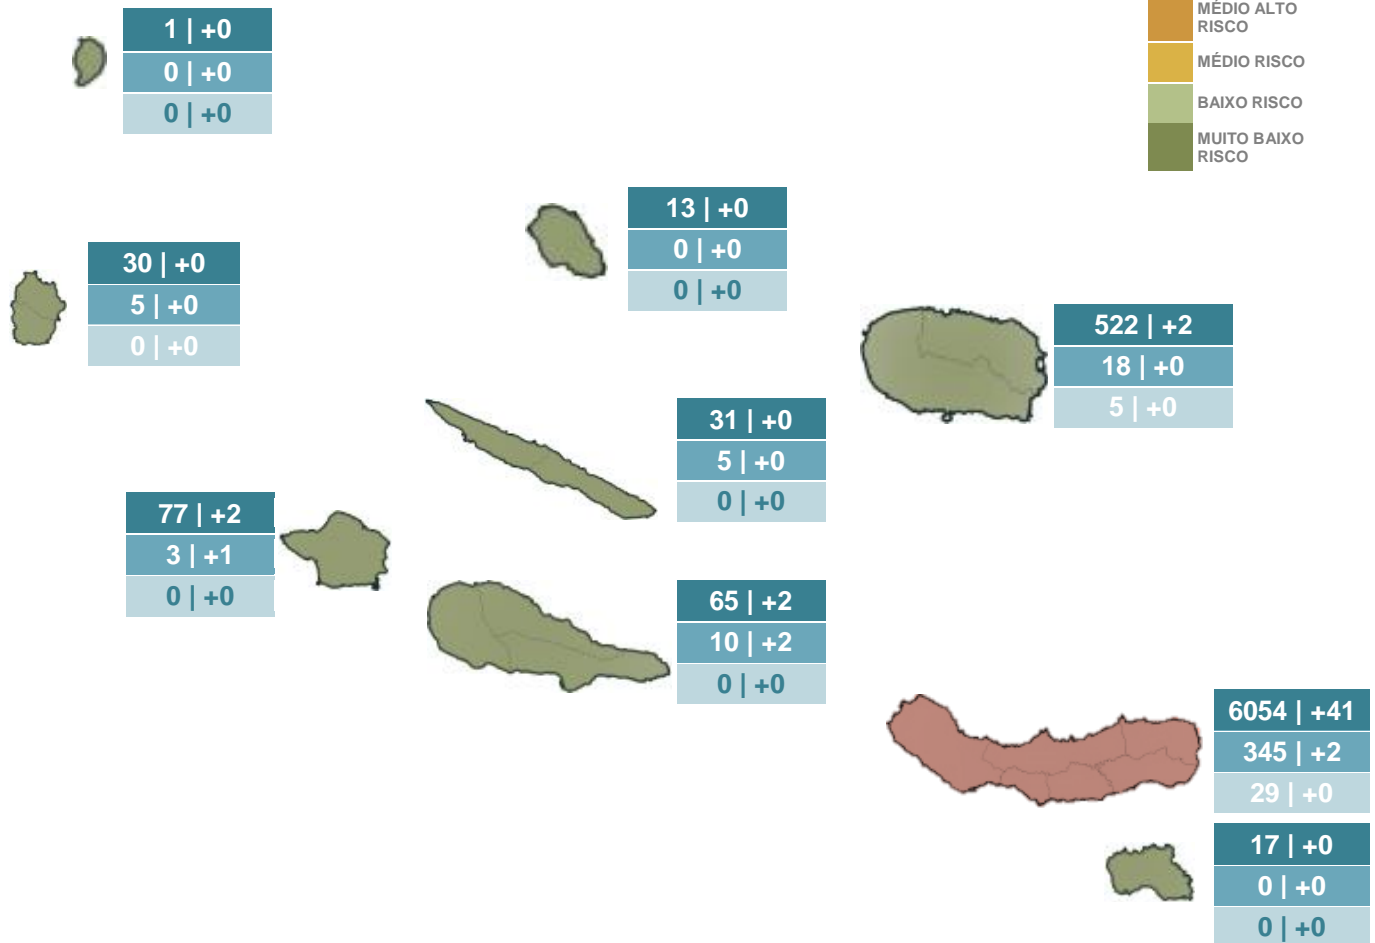 MÉDIO ALTO
RISCO
MÉDIO RISCO
BAIXO RISCO
MUITO BAIXO
RISCO
1 | +0
0 | +0
0 | +0
13 | +0
0 | +0
0 | +0
30 | +0
5 | +0
0 | +0
522 | +2
18 | +0
5 | +0
31 | +0
5 | +0
0 | +0
77 | +2
3 | +1
0 | +0
65 | +2
10 | +2
0 | +0
6054 | +41
345 | +2
29 | +0
17 | +0
0 | +0
0 | +0